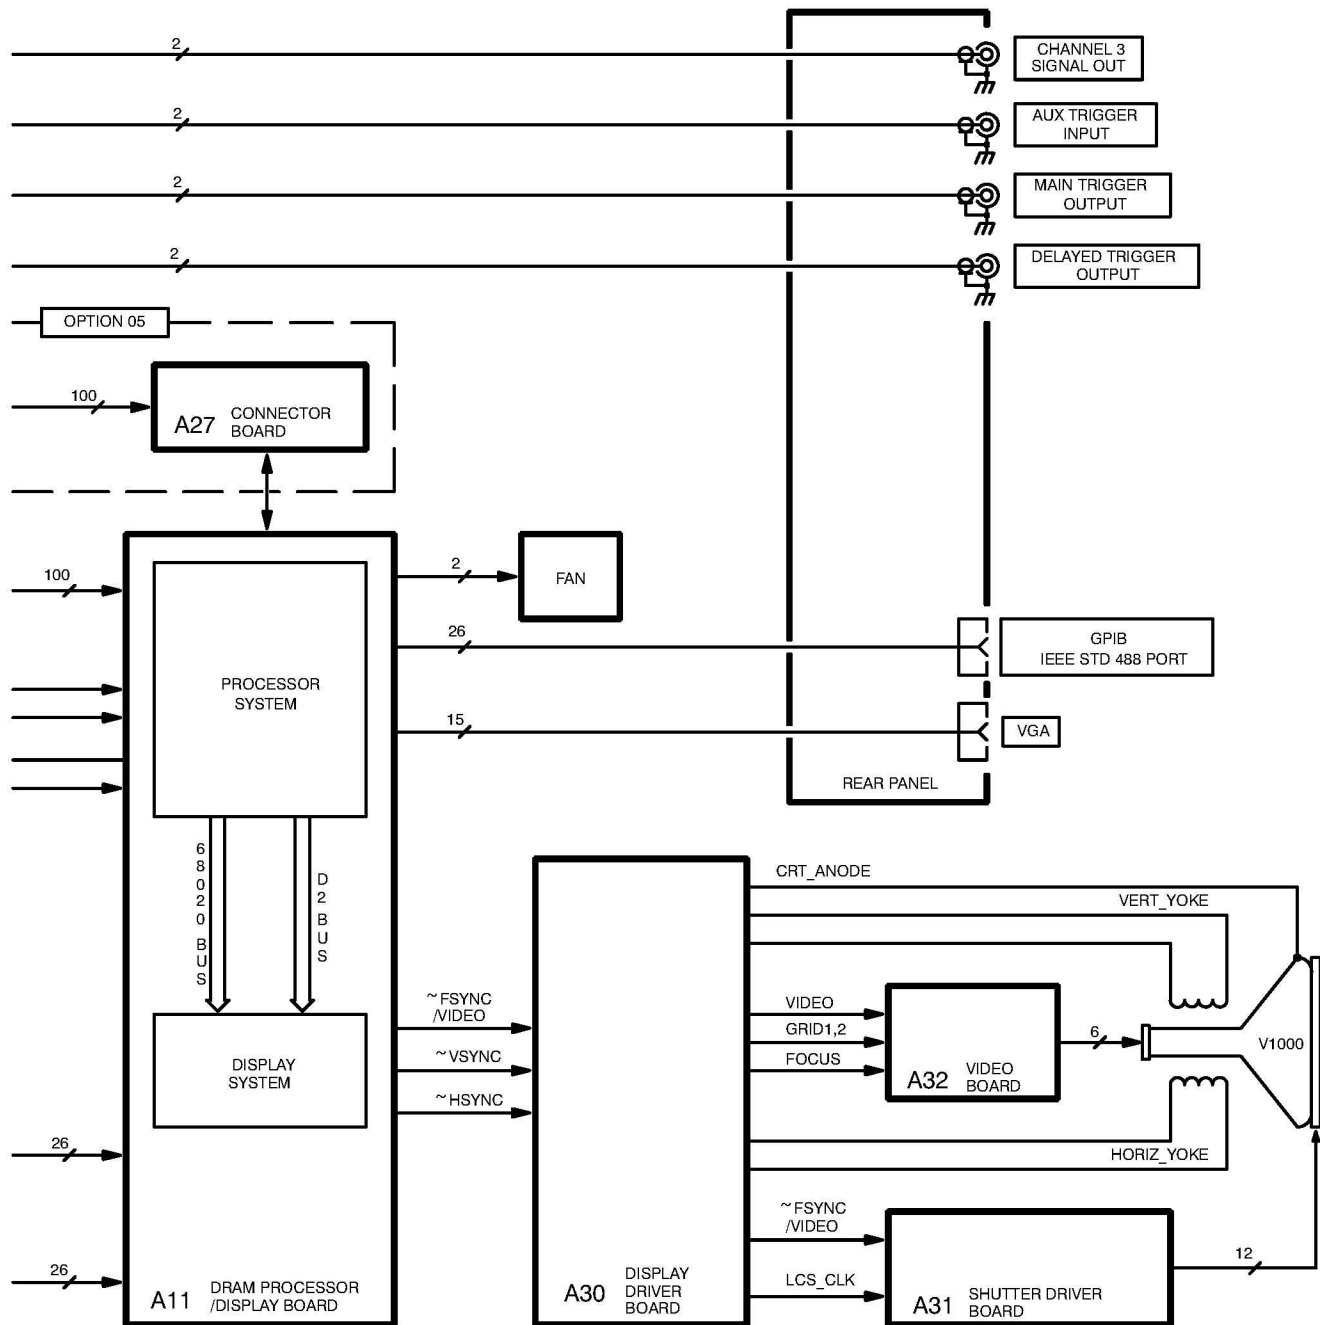 2
CHANNEL 3
SIGNAL OUT
2
AUX TRIGGER
INPUT
2
MAIN TRIGGER
OUTPUT
2
DELAYED TRIGGER
OUTPUT
OPTION 05
100
A27
CONNECTOR
BOARD
100
2
FAN
26
GPIB
IEEE STD 488 PORT
PROCESSOR
SYSTEM
15
VGA
REAR PANEL
68020 BUS
D2 BUS
CRT_ANODE
VERT_YOKE
~FSYNC
/VIDEO
~VSYNC
~HSYNC
DISPLAY
SYSTEM
VIDEO
GRID1,2
FOCUS
A32
VIDEO
BOARD
6
V1000
26
HORIZ_YOKE
~FSYNC
/VIDEO
LCS_CLK
12
26
A11
DRAM PROCESSOR
/DISPLAY BOARD
A30
DISPLAY
DRIVER
BOARD
A31
SHUTTER DRIVER
BOARD